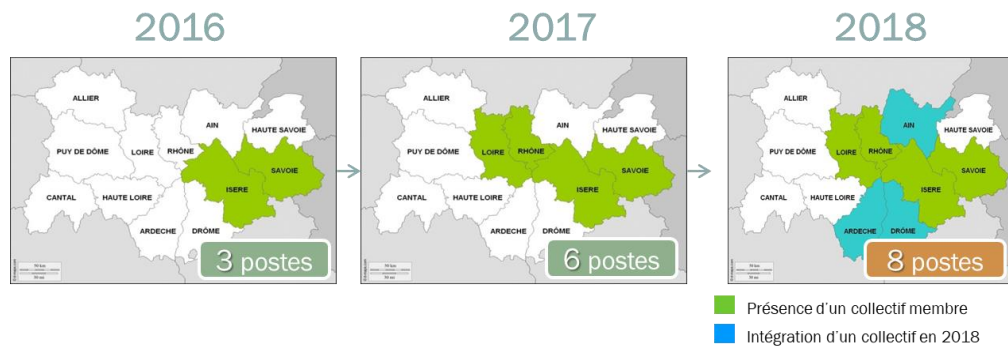 2016
2017
2018
ALLIER
AIN
HAUTE SAVOIE
PUY DE DÔME
LOIRE
RHÔNE
SAVOIE
ISERE
CANTAL
HAUTE LOIRE
ARDECHE
DRÔME
3 postes
ALLIER
AIN
HAUTE SAVOIE
PUY DE DÔME
LOIRE
RHÔNE
SAVOIE
ISERE
CANTAL
HAUTE LOIRE
ARDECHE
DRÔME
6 postes
ALLIER
AIN
HAUTE SAVOIE
PUY DE DÔME
LOIRE
RHÔNE
SAVOIE
ISERE
CANTAL
HAUTE LOIRE
ARDECHE
DRÔME
8 postes
Présence d'un collectif membre
Intégration d'un collectif en 2018